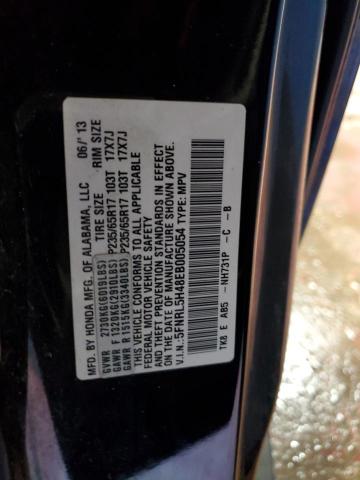 MFD. BY HONDA MFG. OF ALABAMA, LLC 06/'13
TIRE SIZE RIM SIZE
GVWR 2730KG(6019LBS)
GAWR F 1320KG(2910LBS) P235/65R17 103T 17X7J
GAWR R 1515KG(3340LBS) P235/65R17 103T 17X7J
THIS VEHICLE CONFORMS TO ALL APPLICABLE
FEDERAL MOTOR VEHICLE SAFETY
AND THEFT PREVENTION STANDARDS IN EFFECT
ON THE DATE OF MANUFACTURE SHOWN ABOVE.
V.I.N.:5FNRL5H48EB005054 TYPE: MPV
TK8 E AB5 -NH731P -C -B